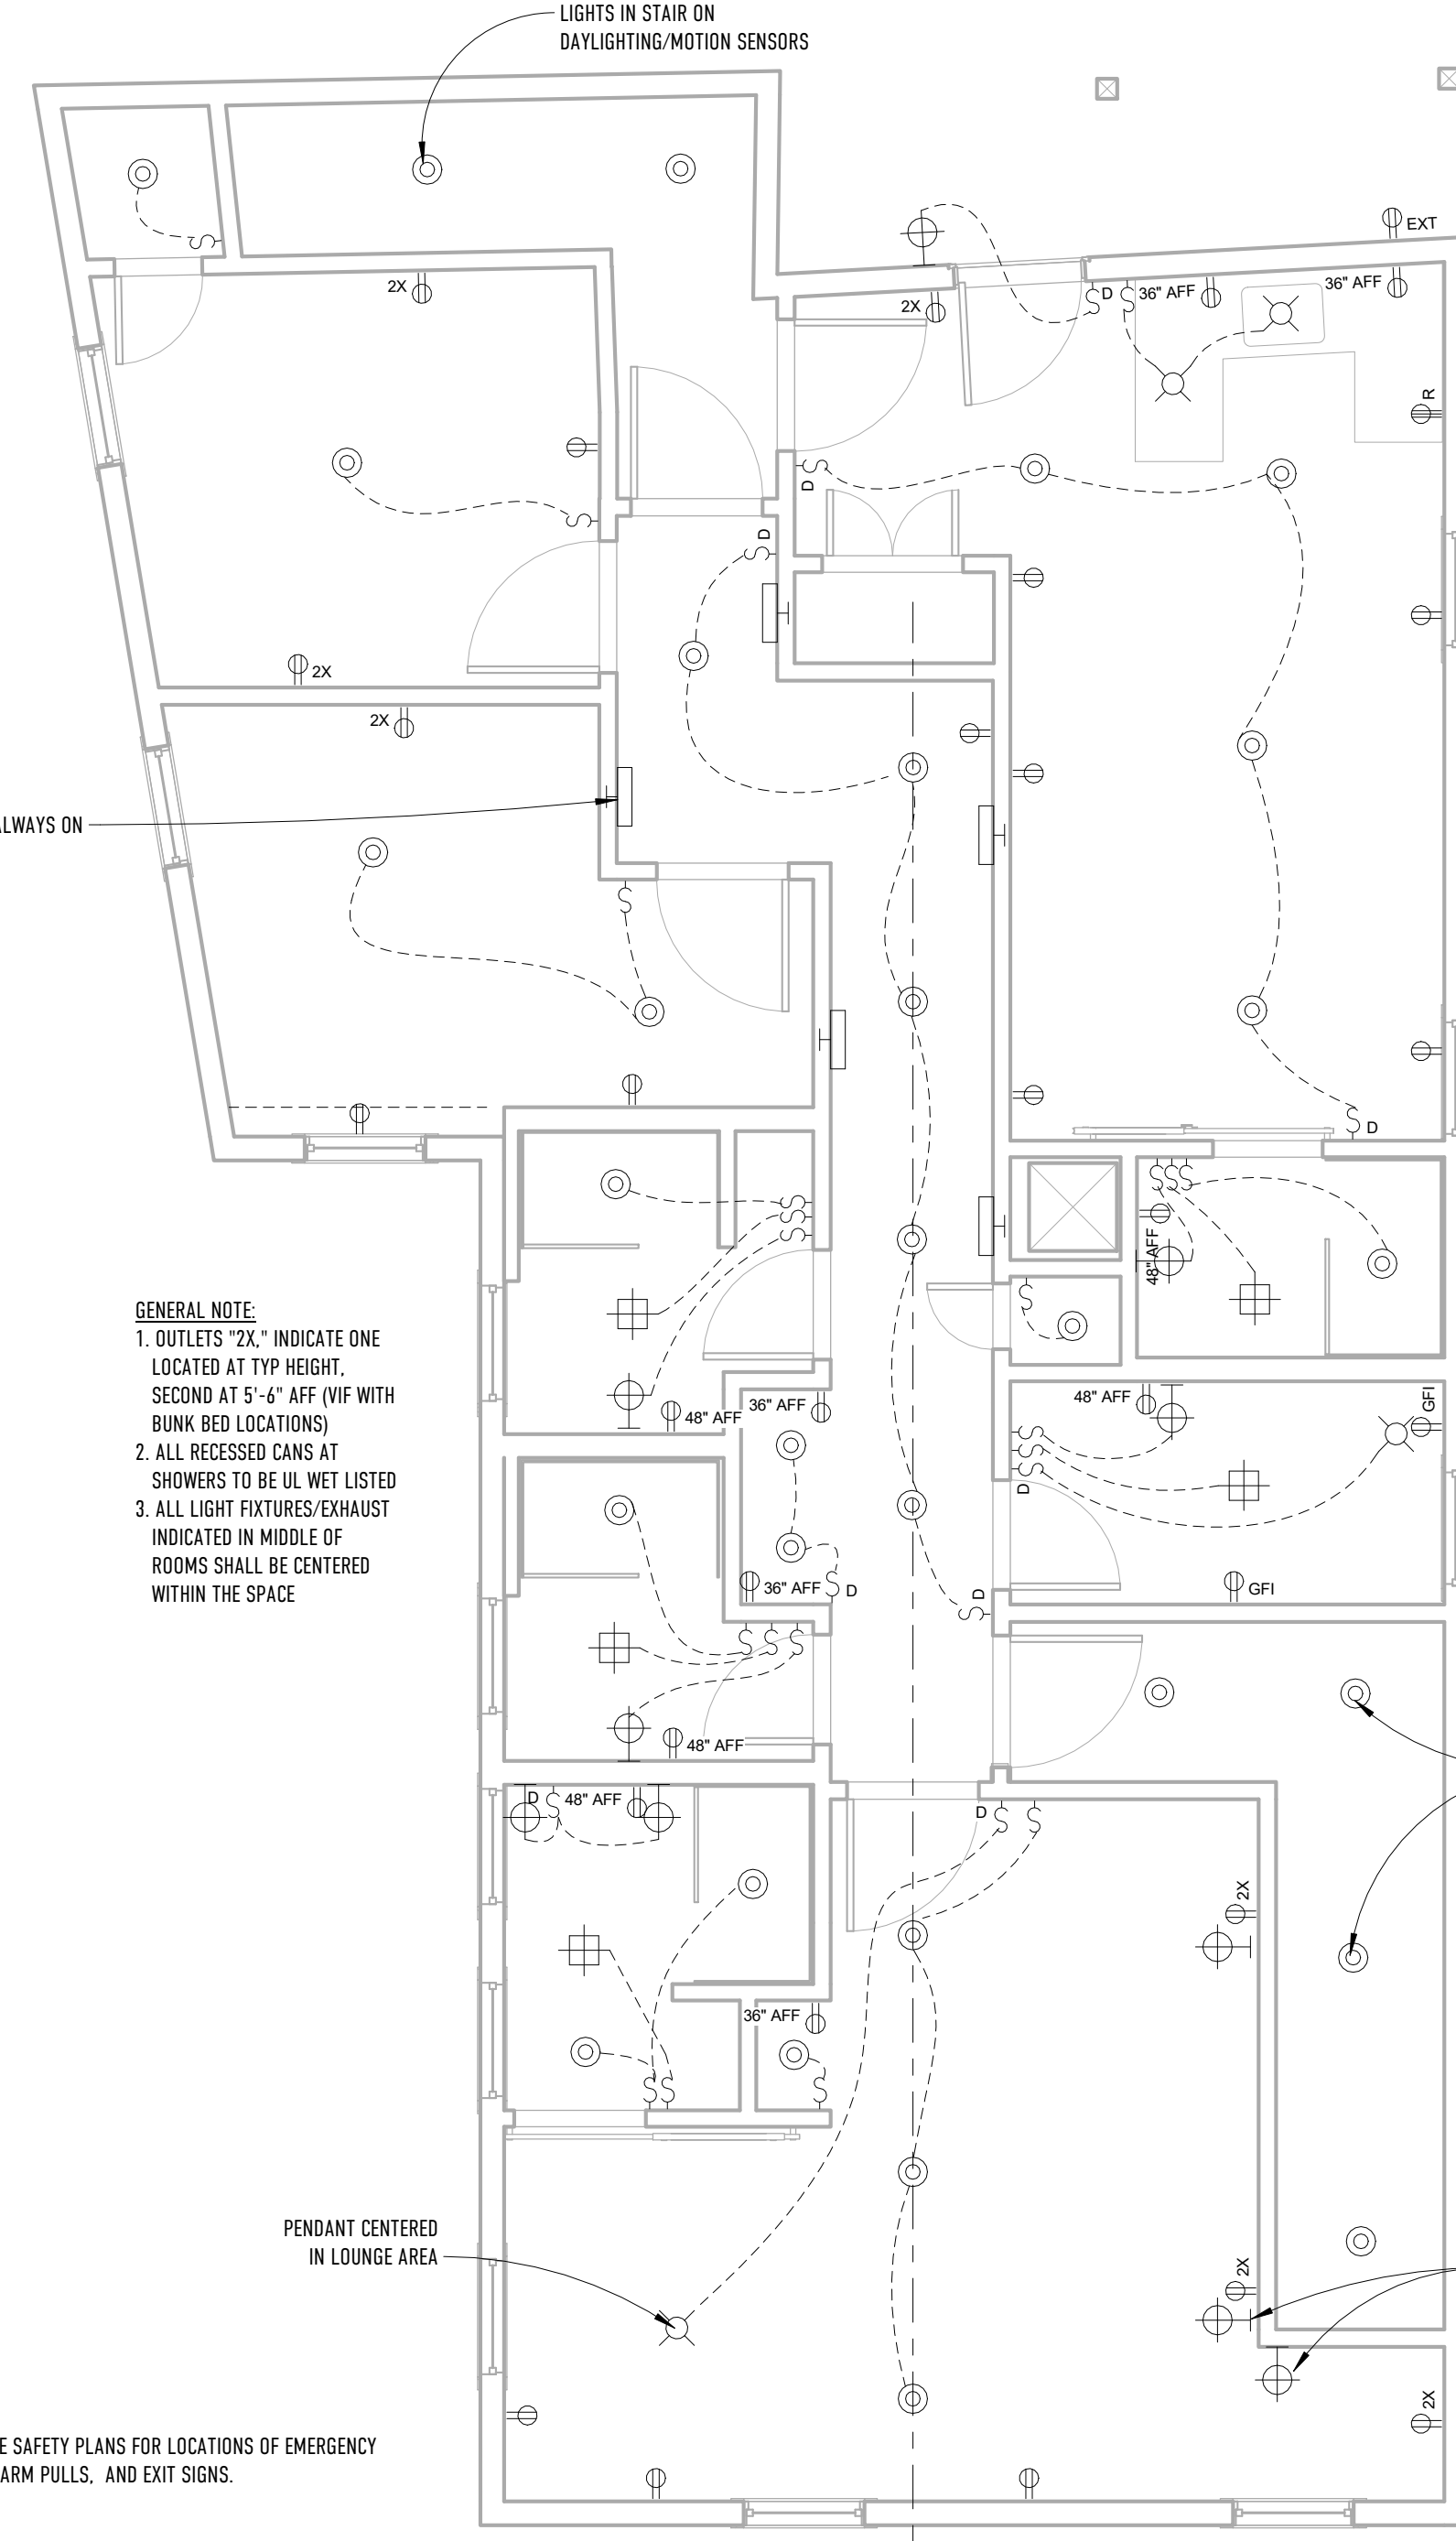 LIGHTS IN STAIR ON
DAYLIGHTING/MOTION SENSORS
EXT
2X
2X
D
36" AFF
36" AFF
R
D
D
2X
2X
ALWAYS ON
D
48" AFF
GENERAL NOTE:
1. OUTLETS "2X," INDICATE ONE
LOCATED AT TYP HEIGHT,
SECOND AT 5'-6" AFF (VIF WITH
BUNK BED LOCATIONS)
2. ALL RECESSED CANS AT
SHOWERS TO BE UL WET LISTED
3. ALL LIGHT FIXTURES/EXHAUST
INDICATED IN MIDDLE OF
ROOMS SHALL BE CENTERED
WITHIN THE SPACE
48" AFF
36" AFF
48" AFF
GFI
D
36" AFF
D
D
GFI
48" AFF
D
48" AFF
D
2X
36" AFF
PENDANT CENTERED
IN LOUNGE AREA
2X
2X
SAFETY PLANS FOR LOCATIONS OF EMERGENCY
PULLS, AND EXIT SIGNS.